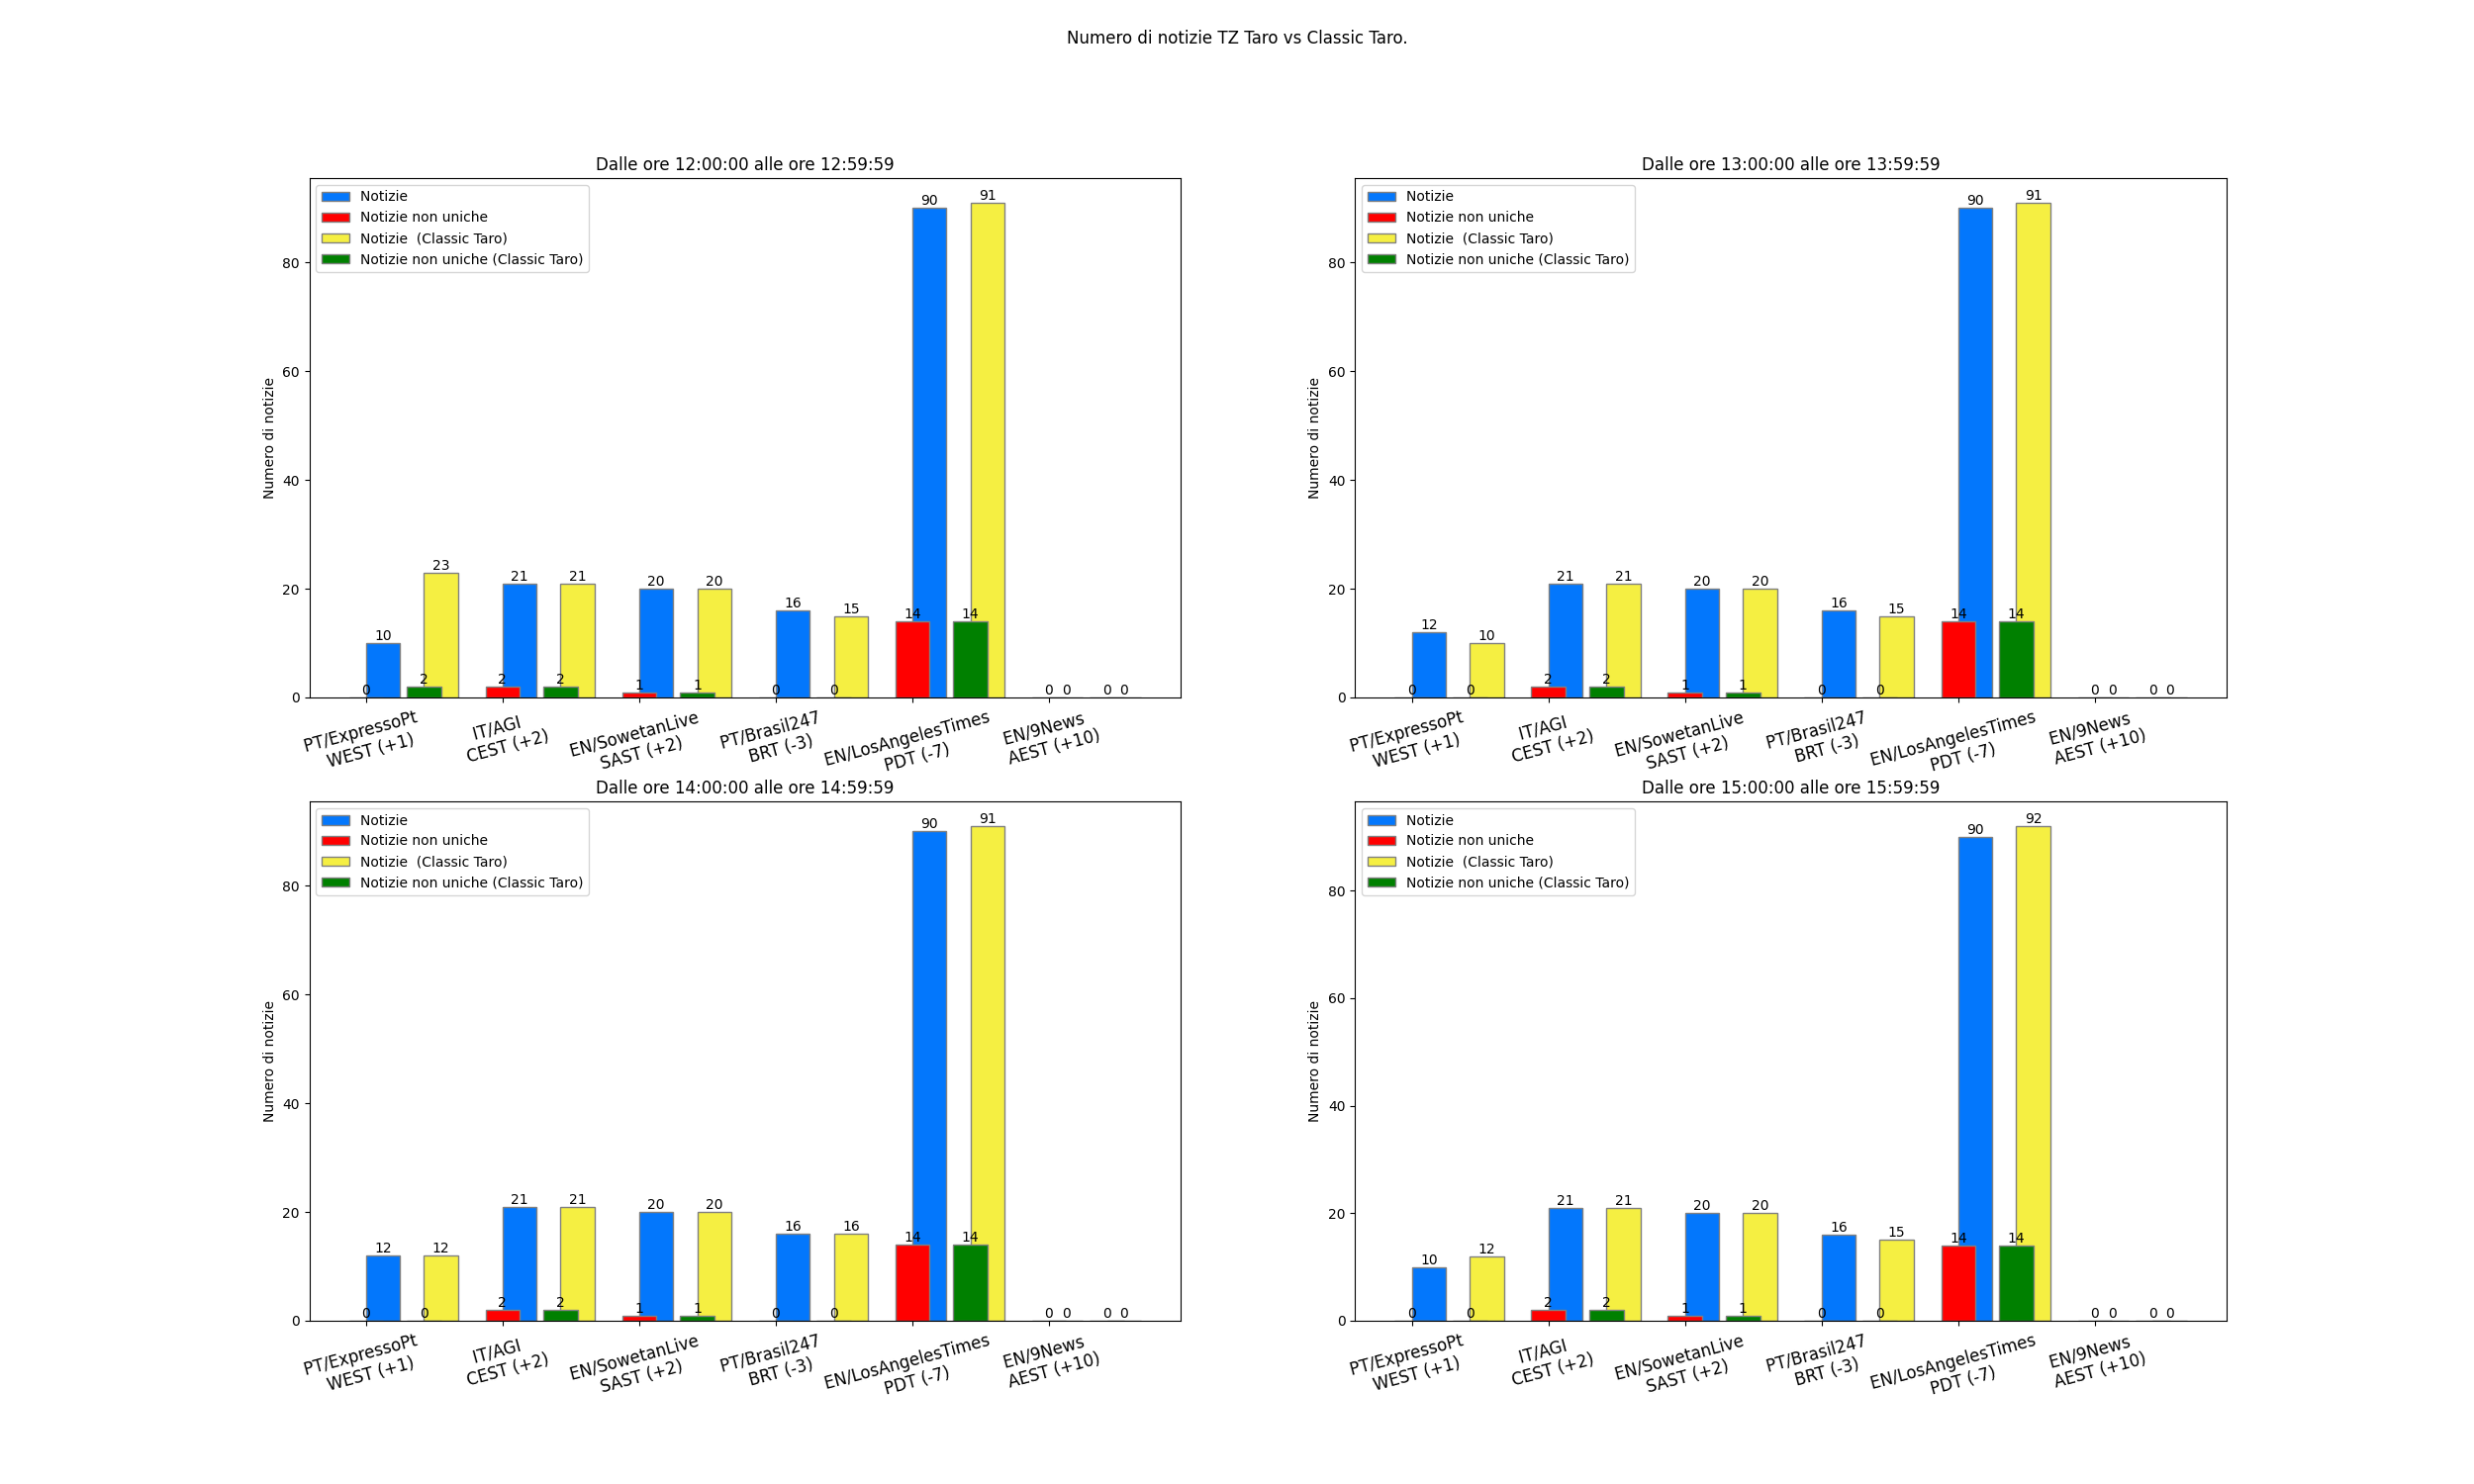 Numero di notizie TZ Taro vs Classic Taro.
Dalle ore 12:00:00 alle ore 12:59:59
Notizie
Notizie non uniche
Notizie  (Classic Taro)
Notizie non uniche (Classic Taro)
Numero di notizie
80
60
40
20
0
10
23
21
21
20
20
16
15
90
91
0
2
2
2
1
1
0
0
14
14
0
0
0
0
PT/ExpressoPt
WEST (+1)
IT/AGI
CEST (+2)
EN/SowetanLive
SAST (+2)
PT/Brasil247
BRT (-3)
EN/LosAngelesTimes
PDT (-7)
EN/9News
AEST (+10)
Dalle ore 13:00:00 alle ore 13:59:59
Notizie
Notizie non uniche
Notizie  (Classic Taro)
Notizie non uniche (Classic Taro)
Numero di notizie
80
60
40
20
0
12
10
21
21
20
20
16
15
90
91
0
0
2
2
1
1
0
0
14
14
0
0
0
0
PT/ExpressoPt
WEST (+1)
IT/AGI
CEST (+2)
EN/SowetanLive
SAST (+2)
PT/Brasil247
BRT (-3)
EN/LosAngelesTimes
PDT (-7)
EN/9News
AEST (+10)
Dalle ore 14:00:00 alle ore 14:59:59
Notizie
Notizie non uniche
Notizie  (Classic Taro)
Notizie non uniche (Classic Taro)
Numero di notizie
80
60
40
20
0
12
12
21
21
20
20
16
16
90
91
0
0
2
2
1
1
0
0
14
14
0
0
0
0
PT/ExpressoPt
WEST (+1)
IT/AGI
CEST (+2)
EN/SowetanLive
SAST (+2)
PT/Brasil247
BRT (-3)
EN/LosAngelesTimes
PDT (-7)
EN/9News
AEST (+10)
Dalle ore 15:00:00 alle ore 15:59:59
Notizie
Notizie non uniche
Notizie  (Classic Taro)
Notizie non uniche (Classic Taro)
Numero di notizie
80
60
40
20
0
10
12
21
21
20
20
16
15
90
92
0
0
2
2
1
1
0
0
14
14
0
0
0
0
PT/ExpressoPt
WEST (+1)
IT/AGI
CEST (+2)
EN/SowetanLive
SAST (+2)
PT/Brasil247
BRT (-3)
EN/LosAngelesTimes
PDT (-7)
EN/9News
AEST (+10)